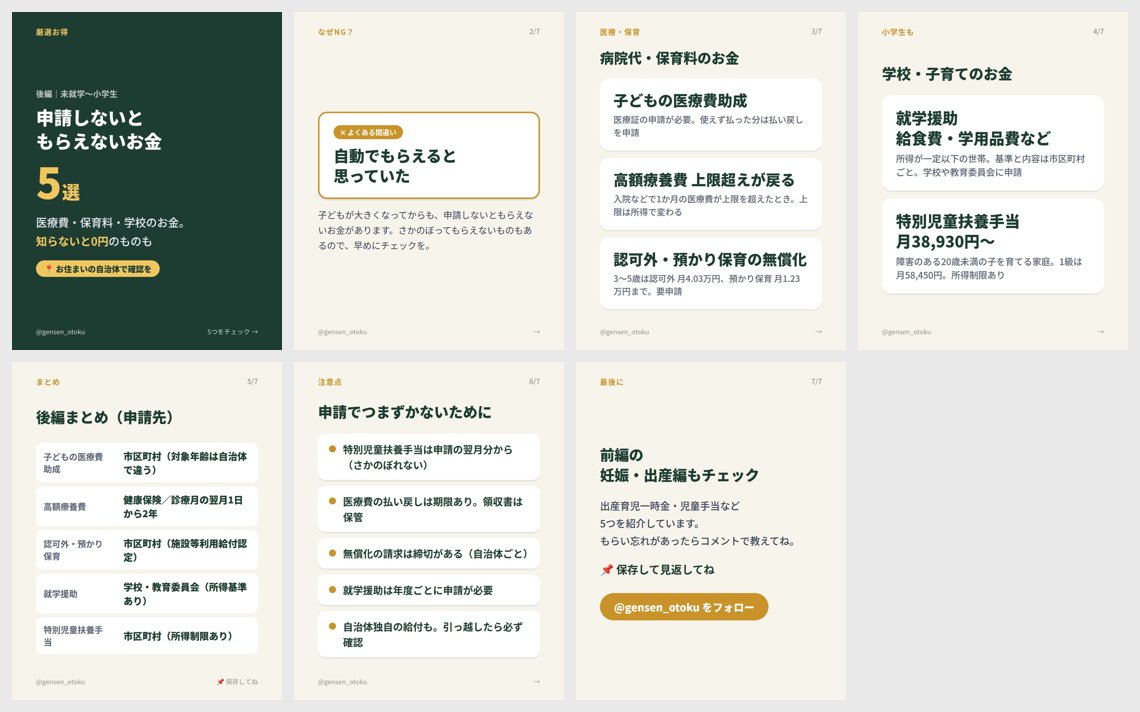 厳選お得
後編｜未就学〜小学生
申請しないと
もらえないお金
5選
医療費・保育料・学校のお金。
知らないと0円のものも
📍 お住まいの自治体で確認を
@gensen_otoku
5つをチェック →
なぜNG？
2/7
× よくある間違い
自動でもらえると
思っていた
子どもが大きくなってからも、申請しないともらえな
いお金があります。さかのぼってもらえないものもあ
るので、早めにチェックを。
@gensen_otoku
→
医療・保育
3/7
病院代・保育料のお金
子どもの医療費助成
医療証の申請が必要。使えず払った分は払い戻し
を申請
高額療養費 上限超えが戻る
入院などで1か月の医療費が上限を超えたとき。上
限は所得で変わる
認可外・預かり保育の無償化
3〜5歳は認可外 月4.03万円、預かり保育 月1.23
万円まで。要申請
@gensen_otoku
→
小学生も
4/7
学校・子育てのお金
就学援助
給食費・学用品費など
所得が一定以下の世帯。基準と内容は市区町村
ごと。学校や教育委員会に申請
特別児童扶養手当
月38,930円〜
障害のある20歳未満の子を育てる家庭。1級は
月58,450円。所得制限あり
@gensen_otoku
→
まとめ
5/7
後編まとめ（申請先）
子どもの医療費
助成
市区町村（対象年齢は自治体
で違う）
高額療養費
健康保険／診療月の翌月1日
から2年
認可外・預かり
保育
市区町村（施設等利用給付認
定）
就学援助
学校・教育委員会（所得基準
あり）
特別児童扶養手
当
市区町村（所得制限あり）
@gensen_otoku
📌 保存してね
注意点
6/7
申請でつまずかないために
特別児童扶養手当は申請の翌月分から
（さかのぼれない）
医療費の払い戻しは期限あり。領収書は
保管
無償化の請求は締切がある（自治体ごと）
就学援助は年度ごとに申請が必要
自治体独自の給付も。引っ越したら必ず
確認
@gensen_otoku
→
最後に
7/7
前編の
妊娠・出産編もチェック
出産育児一時金・児童手当など
5つを紹介しています。
もらい忘れがあったらコメントで教えてね。
📌 保存して見返してね
@gensen_otoku をフォロー